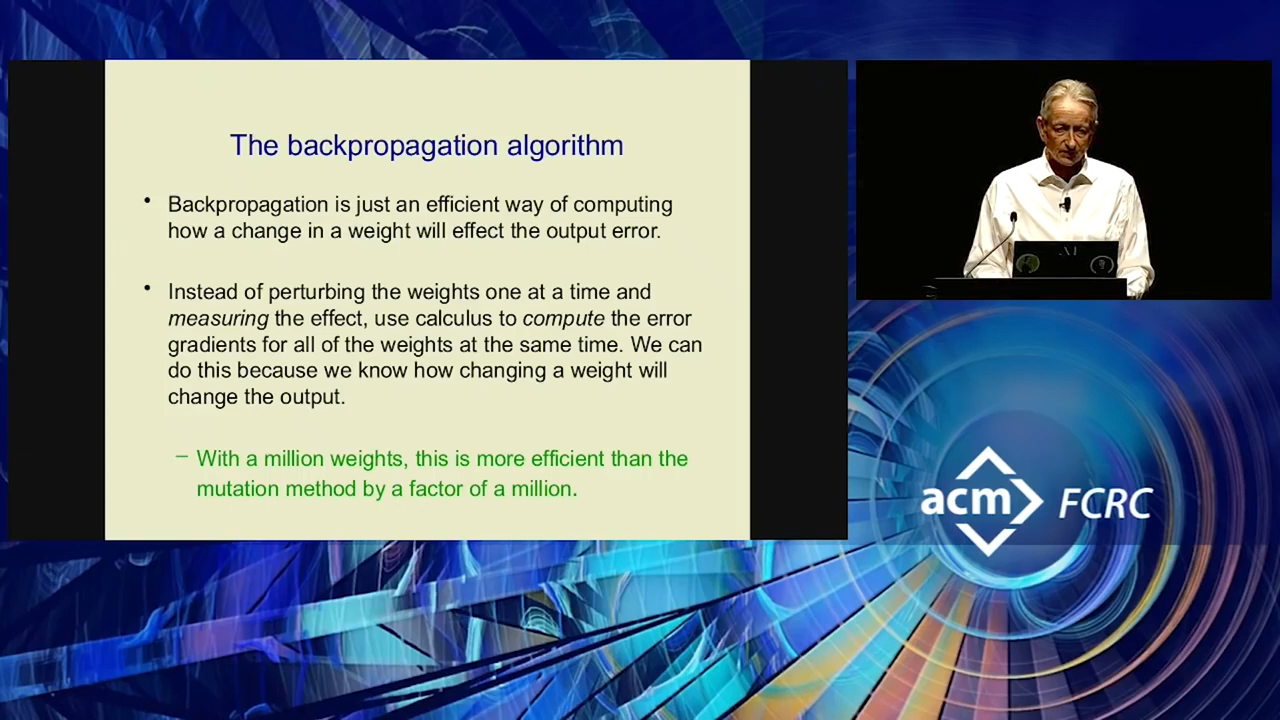 The backpropagation algorithm
• Backpropagation is just an efficient way of computing
how a change in a weight will effect the output error.
• Instead of perturbing the weights one at a time and
measuring the effect, use calculus to compute the error
gradients for all of the weights at the same time. We can
do this because we know how changing a weight will
change the output.
– With a million weights, this is more efficient than the
mutation method by a factor of a million.
acm FCRC